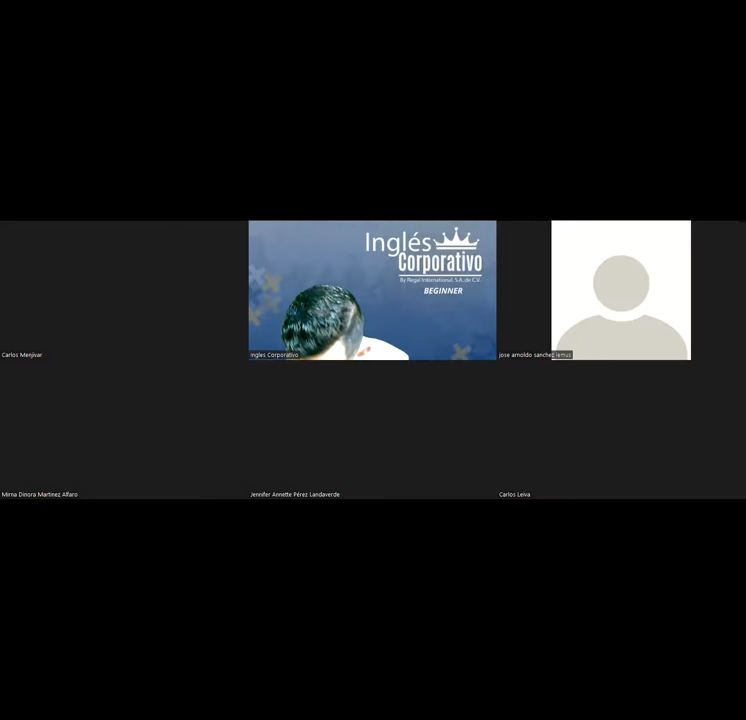 Inglés
Corporativo
By Regal International, S.A. de C.V.
BEGINNER
Carlos Menjivar
Ingles Corporativo
jose arnoldo sanchez lemus
Mirna Dinora Martinez Alfaro
Jennifer Annette Pérez Landaverde
Carlos Leiva